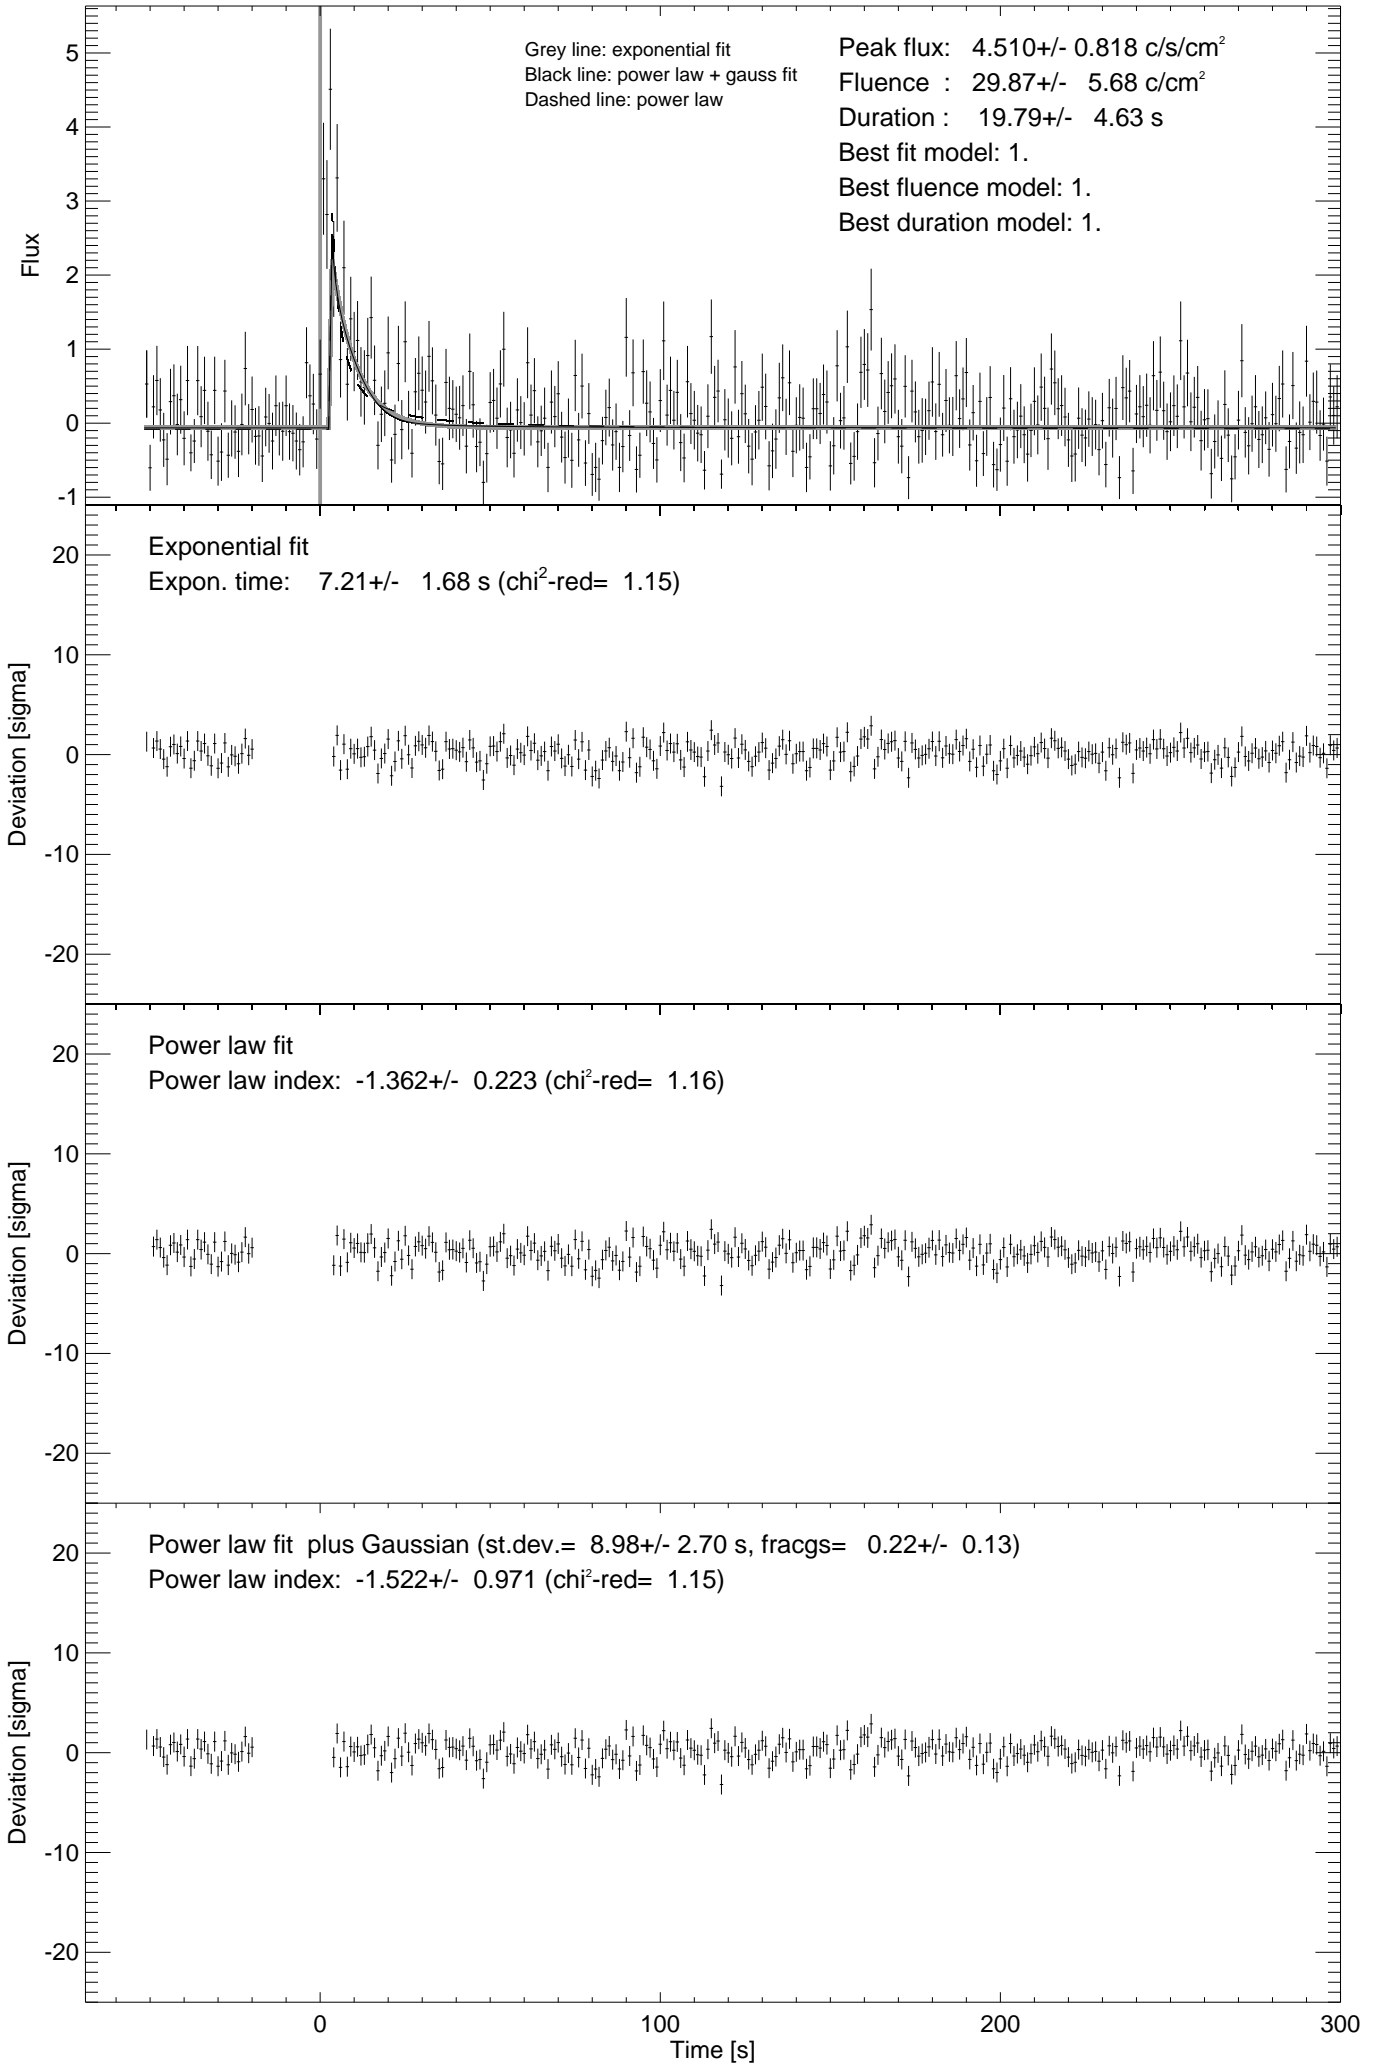 Grey line: exponential fit
Black line: power law + gauss fit
Dashed line: power law
Peak flux: 4.510+/- 0.818 c/s/cm²
Fluence : 29.87+/- 5.68 c/cm²
Duration : 19.79+/- 4.63 s
Best fit model: 1.
Best fluence model: 1.
Best duration model: 1.
Flux
5
4
3
2
1
0
-1
Exponential fit
Expon. time: 7.21+/- 1.68 s (chi²-red= 1.15)
Deviation [sigma]
20
10
0
-10
-20
Power law fit
Power law index: -1.362+/- 0.223 (chi²-red= 1.16)
Deviation [sigma]
20
10
0
-10
-20
Power law fit plus Gaussian (st.dev.= 8.98+/- 2.70 s, fracgs= 0.22+/- 0.13)
Power law index: -1.522+/- 0.971 (chi²-red= 1.15)
Deviation [sigma]
20
10
0
-10
-20
0 100 200 300
Time [s]